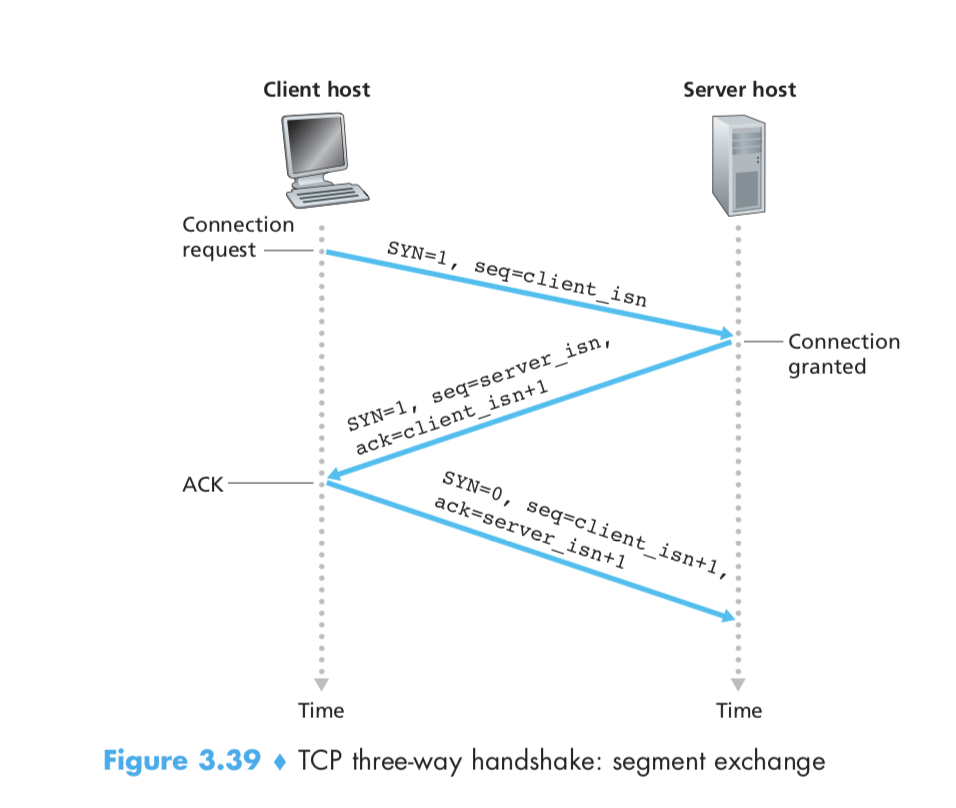 Client host
Server host
Connection
request
SYN=1, seq=client_isn
Connection
granted
SYN=1, seq=server_isn,
ack=client_isn+1
ACK
SYN=0, seq=client_isn+1,
ack=server_isn+1
Time
Time
Figure 3.39 ♦ TCP three-way handshake: segment exchange